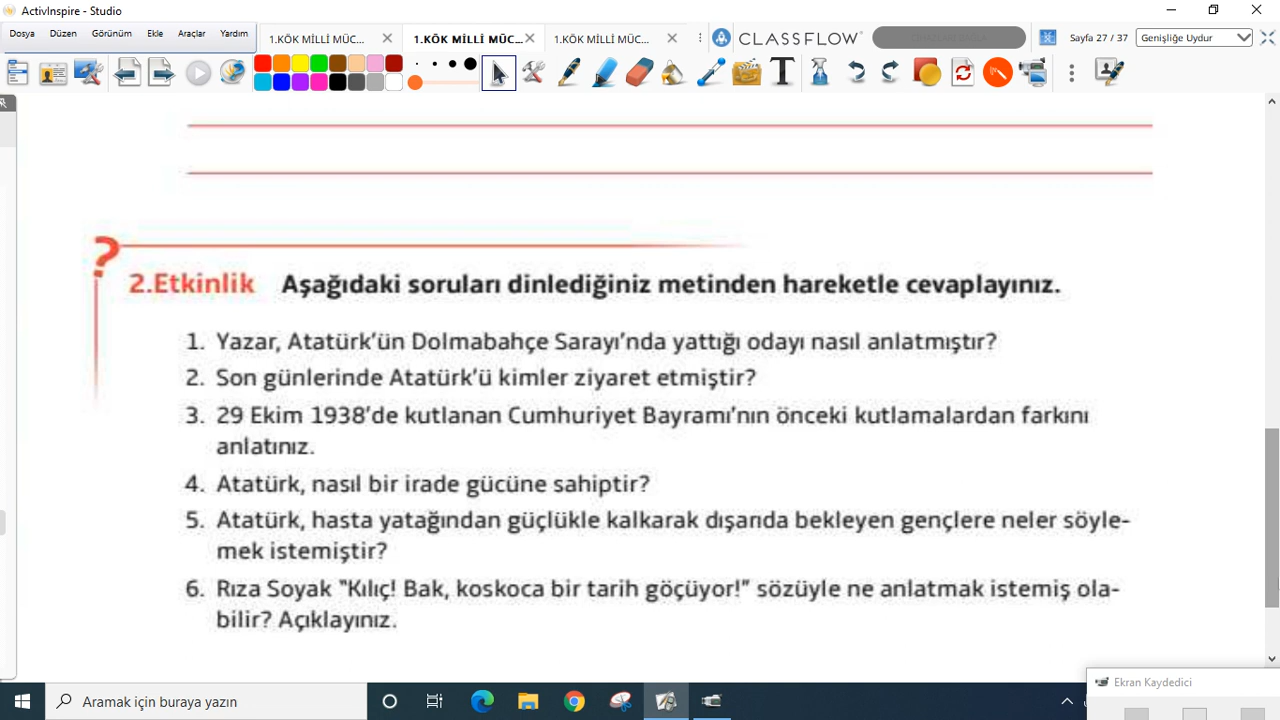 ActivInspire - Studio
Dosya Düzen Görünüm Ekle Araçlar Yardım
1.KÖK MİLLİ MÜC...
1.KÖK MİLLİ MÜC...
1.KÖK MİLLİ MÜC...
CLASSFLOW
Sayfa 27 / 37
Genişliğe Uydur
? 2.Etkinlik Aşağıdaki soruları dinlediğiniz metinden hareketle cevaplayınız.
1. Yazar, Atatürk'ün Dolmabahçe Sarayı'nda yattığı odayı nasıl anlatmıştır?
2. Son günlerinde Atatürk'ü kimler ziyaret etmiştir?
3. 29 Ekim 1938'de kutlanan Cumhuriyet Bayramı'nın önceki kutlamalardan farkını
anlatınız.
4. Atatürk, nasıl bir irade gücüne sahiptir?
5. Atatürk, hasta yatağından güçlükle kalkarak dışarıda bekleyen gençlere neler söyle-
mek istemiştir?
6. Rıza Soyak "Kılıç! Bak, koskoca bir tarih göçüyor!" sözüyle ne anlatmak istemiş ola-
bilir? Açıklayınız.
Ekran Kaydedici
Aramak için buraya yazın